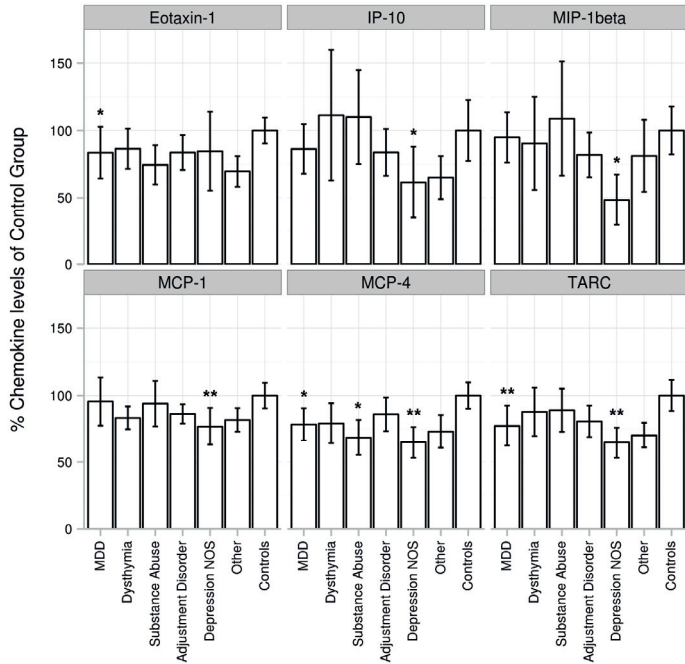 % Chemokine levels of Control Group
Eotaxin-1
IP-10
MIP-1beta
150
100
50
0
*
*
*
MCP-1
MCP-4
TARC
150
100
50
0
**
*
*
**
**
**
MDD
Dysthymia
Substance Abuse
Adjustment Disorder
Depression NOS
Other
Controls
MDD
Dysthymia
Substance Abuse
Adjustment Disorder
Depression NOS
Other
Controls
MDD
Dysthymia
Substance Abuse
Adjustment Disorder
Depression NOS
Other
Controls